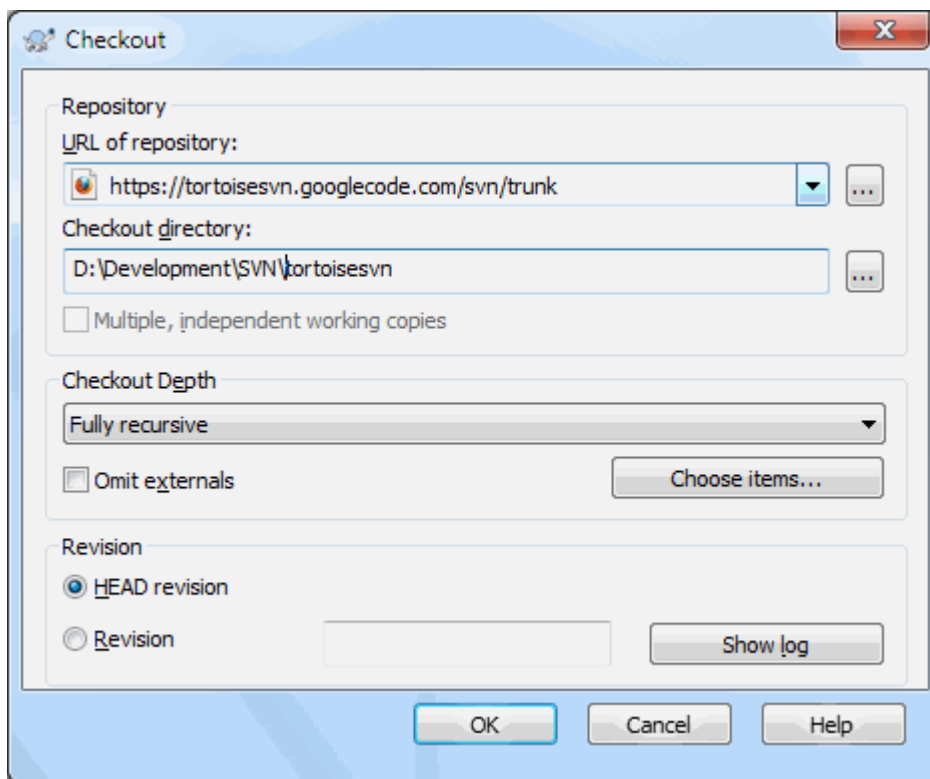 Checkout
Repository
URL of repository:
https://tortoisesvn.googlecode.com/svn/trunk
...
Checkout directory:
D:\Development\SVN\tortoisesvn
...
Multiple, independent working copies
Checkout Depth
Fully recursive
Omit externals
Choose items...
Revision
HEAD revision
Revision
Show log
OK
Cancel
Help